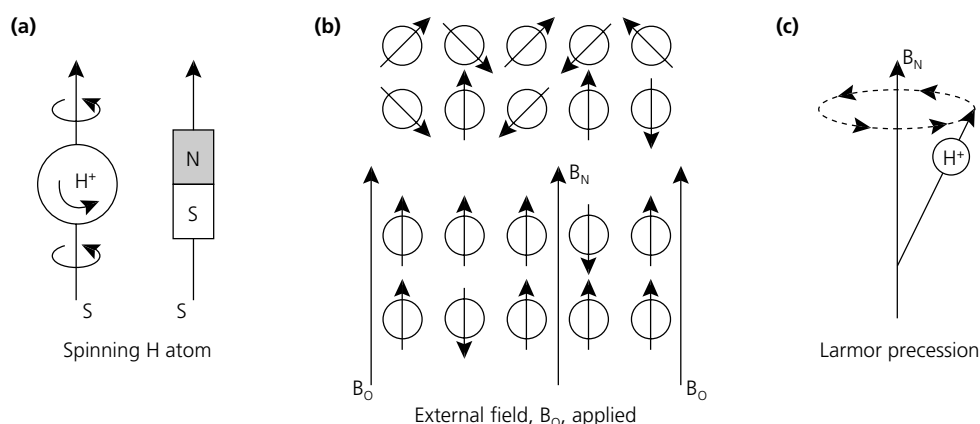 (a)
H⁺
S
N
S
S
Spinning H atom
(b)
B_N
B_O
B_O
External field, B_O, applied
(c)
B_N
H⁺
Larmor precession